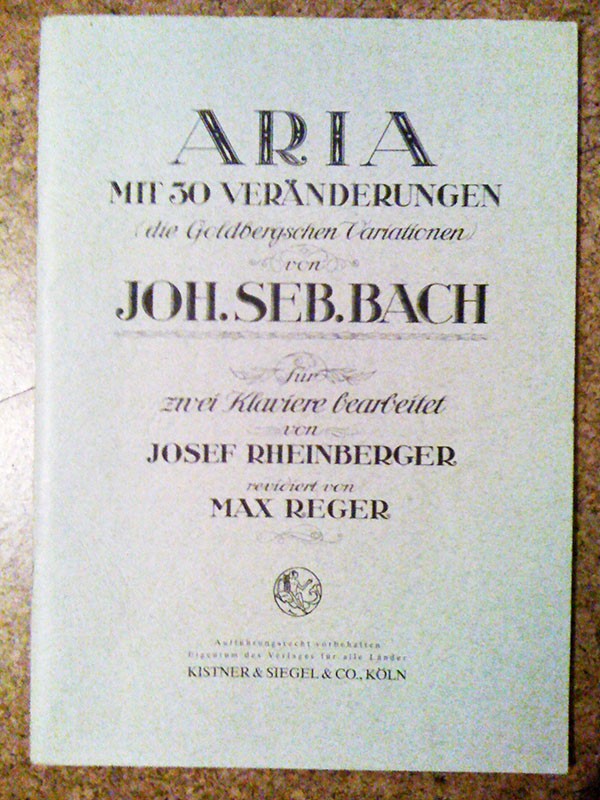 ARIA
MIT 30 VERÄNDERUNGEN
(die Goldbergschen Variationen)
von
JOH. SEB. BACH
für
zwei Klaviere bearbeitet
von
JOSEF RHEINBERGER
revidiert von
MAX REGER
Aufführungsrecht vorbehalten
Eigentum des Verlages für alle Länder
KISTNER & SIEGEL & CO., KÖLN